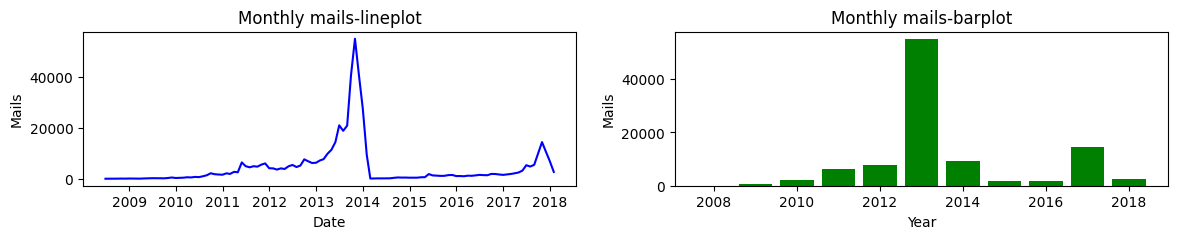 Monthly mails-lineplot
Mails
40000
20000
0
2009 2010 2011 2012 2013 2014 2015 2016 2017 2018
Date
Monthly mails-barplot
Mails
40000
20000
0
2008 2010 2012 2014 2016 2018
Year